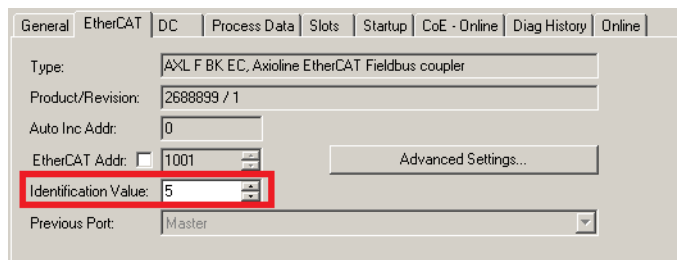 General EtherCAT DC Process Data Slots Startup CoE - Online Diag History Online
Type: AXL F BK EC, Axioline EtherCAT Fieldbus coupler
Product/Revision: 2688899 / 1
Auto Inc Addr: 0
EtherCAT Addr: 1001 Advanced Settings...
Identification Value: 5
Previous Port: Master